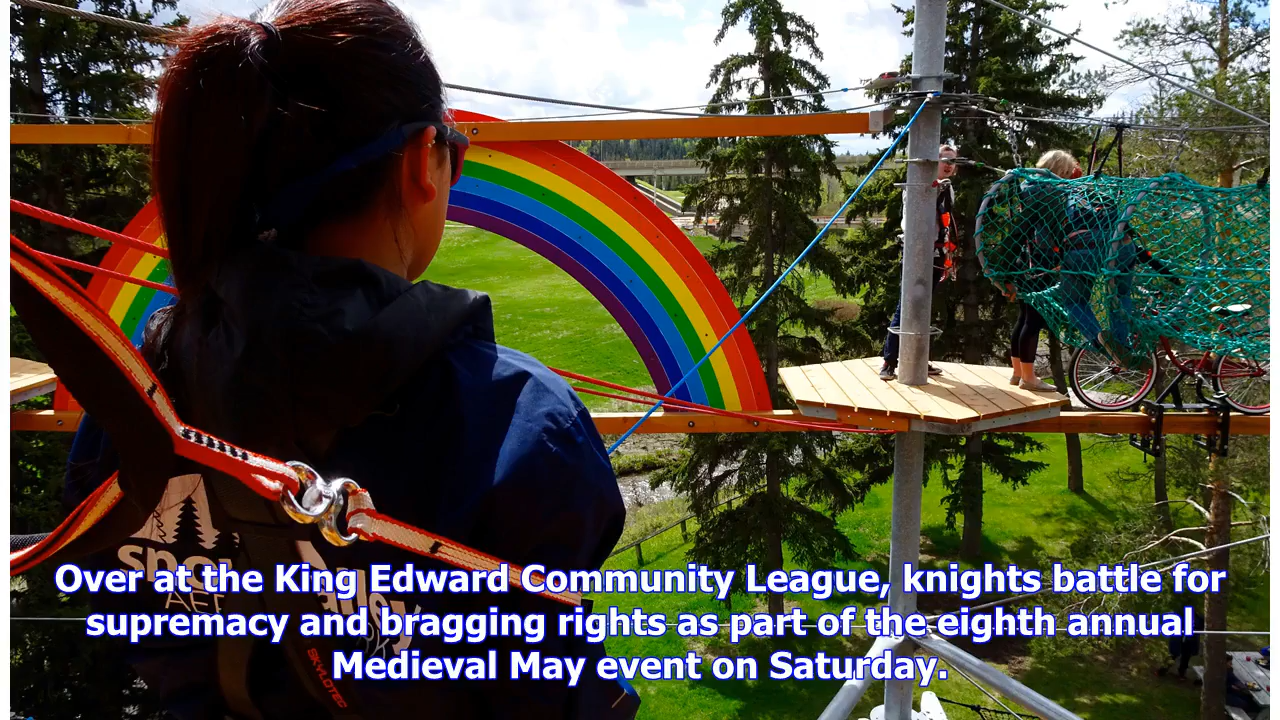 Over at the King Edward Community League, knights battle for
supremacy and bragging rights as part of the eighth annual
Medieval May event on Saturday.
SKYLOTEC